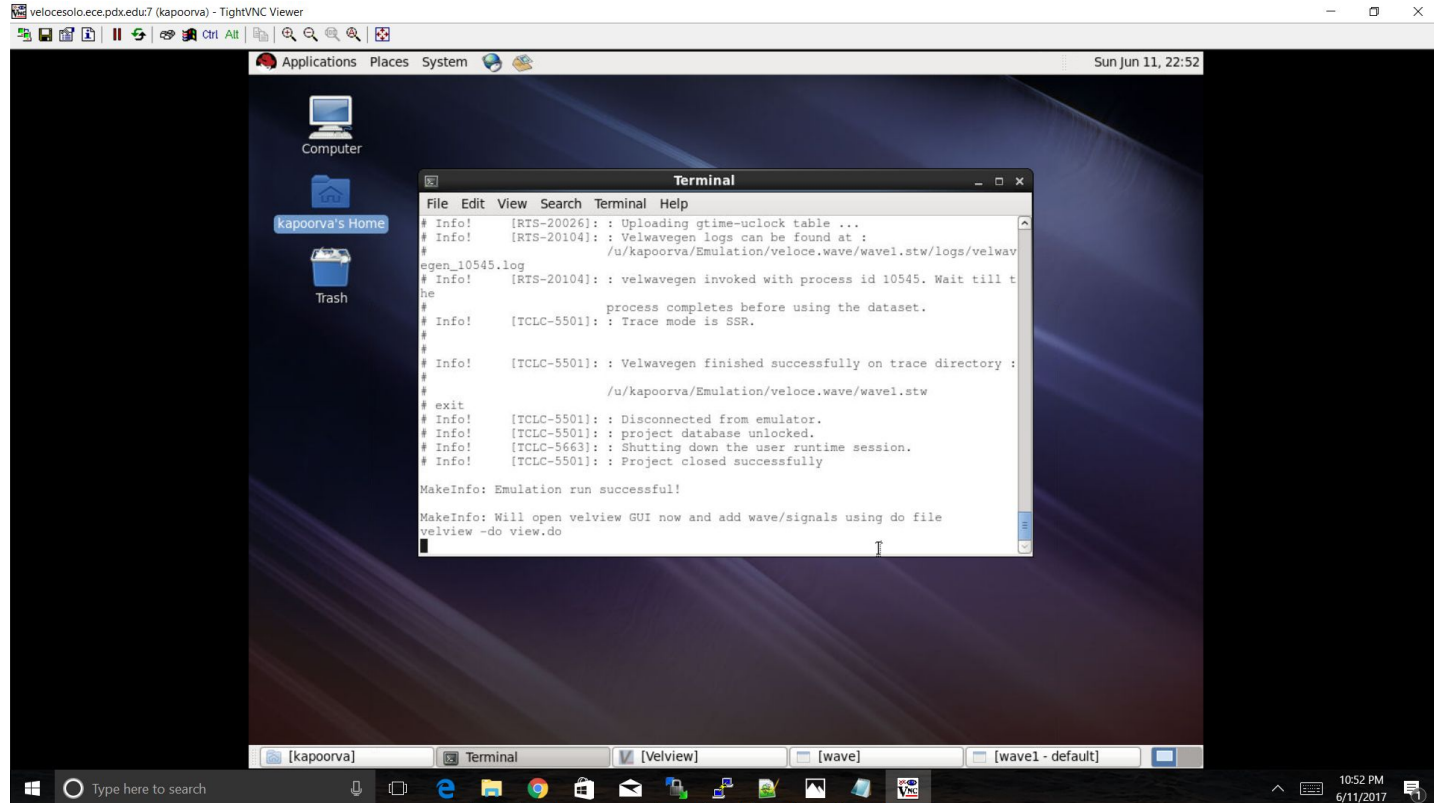 velocesolo.ece.pdx.edu:7 (kapoorva) - TightVNC Viewer
Ctrl Alt
Applications Places System Sun Jun 11, 22:52
Computer
kapoorva's Home
Trash
Terminal
File Edit View Search Terminal Help
# Info! [RTS-20026]: : Uploading gtime-uclock table ...
# Info! [RTS-20104]: : Velwavegen logs can be found at :
# /u/kapoorva/Emulation/veloce.wave/wave1.stw/logs/velwav
egen_10545.log
# Info! [RTS-20104]: : velwavegen invoked with process id 10545. Wait till t
he
# process completes before using the dataset.
# Info! [TCLC-5501]: : Trace mode is SSR.
#
#
# Info! [TCLC-5501]: : Velwavegen finished successfully on trace directory :
#
# /u/kapoorva/Emulation/veloce.wave/wave1.stw
# exit
# Info! [TCLC-5501]: : Disconnected from emulator.
# Info! [TCLC-5501]: : project database unlocked.
# Info! [TCLC-5663]: : Shutting down the user runtime session.
# Info! [TCLC-5501]: : Project closed successfully
MakeInfo: Emulation run successful!
MakeInfo: Will open velview GUI now and add wave/signals using do file
velview -do view.do
[kapoorva] Terminal [Velview] [wave] [wave1 - default]
Type here to search
10:52 PM
6/11/2017